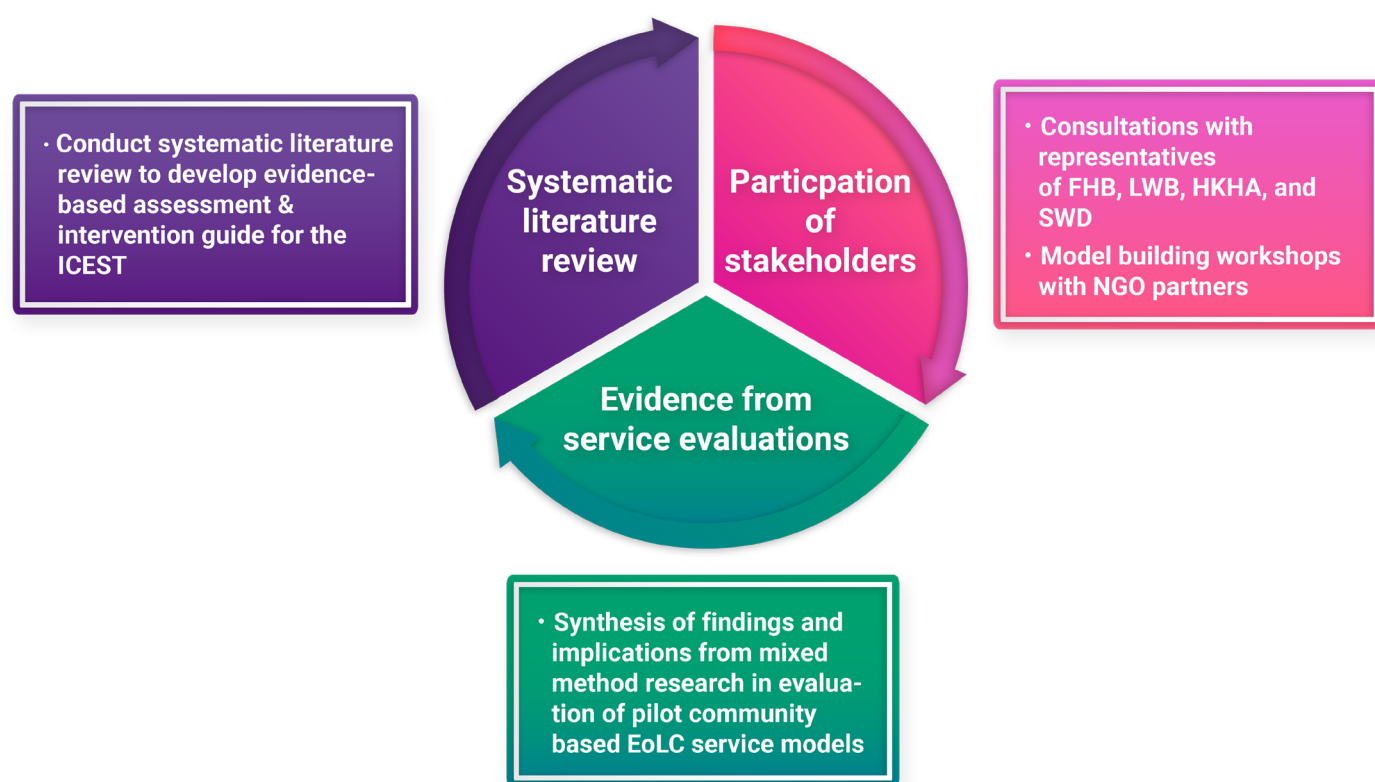 · Conduct systematic literature
review to develop evidence-
based assessment &
intervention guide for the
ICEST
Systematic
literature
review
Particpation
of
stakeholders
· Consultations with
representatives
of FHB, LWB, HKHA, and
SWD
· Model building workshops
with NGO partners
Evidence from
service evaluations
· Synthesis of findings and
implications from mixed
method research in evalua-
tion of pilot community
based EoLC service models